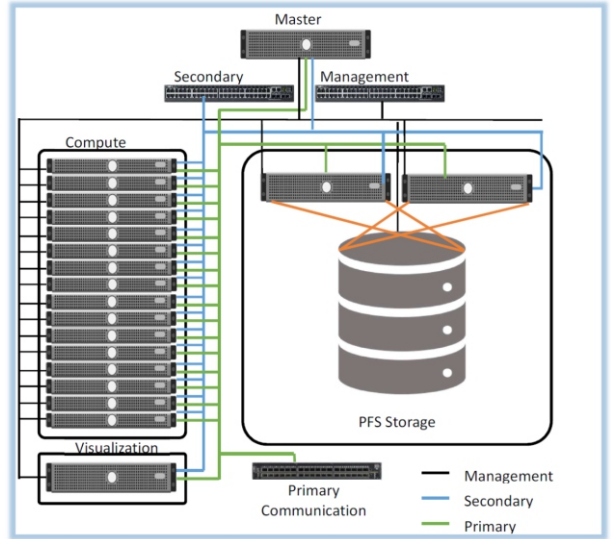 Master
Secondary
Management
Compute
PFS Storage
Visualization
Primary
Communication
Management
Secondary
Primary